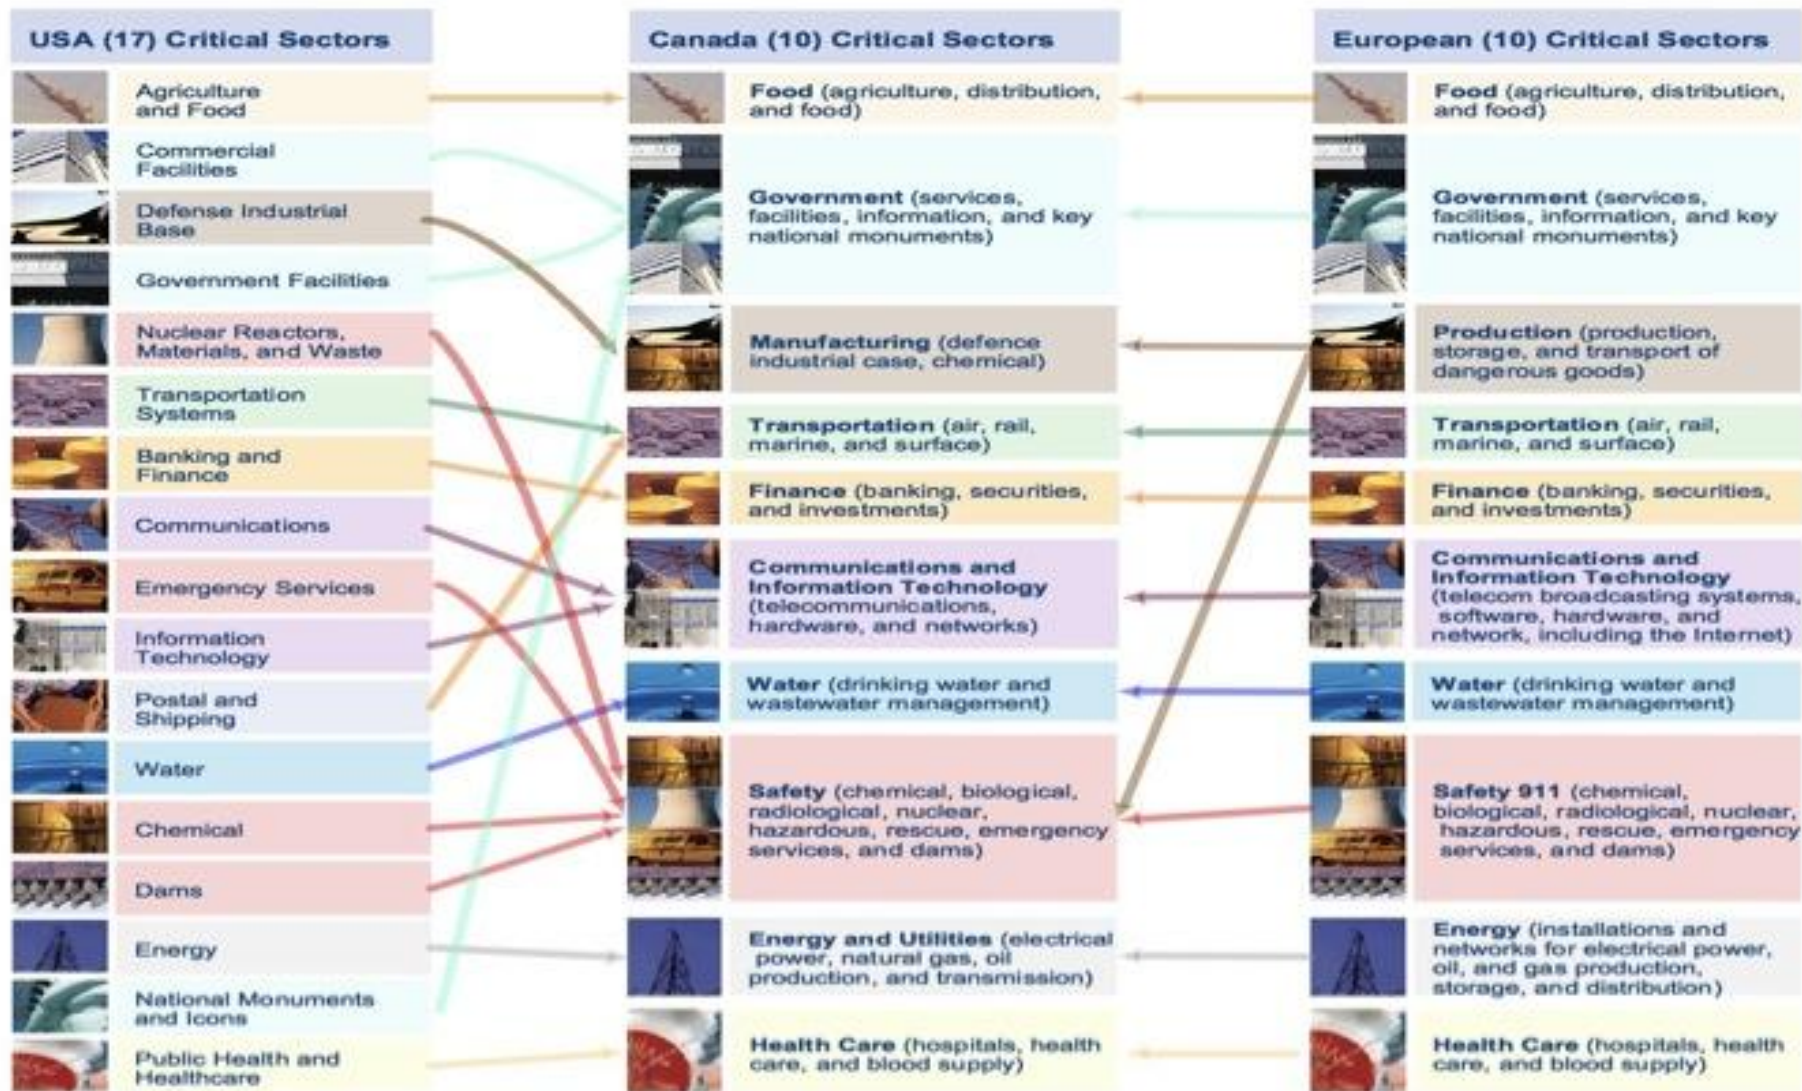 USA (17) Critical Sectors
Agriculture
and Food
Commercial
Facilities
Defense Industrial
Base
Government Facilities
Nuclear Reactors,
Materials, and Waste
Transportation
Systems
Banking and
Finance
Communications
Emergency Services
Information
Technology
Postal and
Shipping
Water
Chemical
Dams
Energy
National Monuments
and Icons
Public Health and
Healthcare
Canada (10) Critical Sectors
Food (agriculture, distribution,
and food)
Government (services,
facilities, information, and key
national monuments)
Manufacturing (defence
industrial case, chemical)
Transportation (air, rail,
marine, and surface)
Finance (banking, securities,
and investments)
Communications and
Information Technology
(telecommunications,
hardware, and networks)
Water (drinking water and
wastewater management)
Safety (chemical, biological,
radiological, nuclear,
hazardous, rescue, emergency
services, and dams)
Energy and Utilities (electrical
power, natural gas, oil
production, and transmission)
Health Care (hospitals, health
care, and blood supply)
European (10) Critical Sectors
Food (agriculture, distribution,
and food)
Government (services,
facilities, information, and key
national monuments)
Production (production,
storage, and transport of
dangerous goods)
Transportation (air, rail,
marine, and surface)
Finance (banking, securities,
and investments)
Communications and
Information Technology
(telecom broadcasting systems,
software, hardware, and
network, including the Internet)
Water (drinking water and
wastewater management)
Safety 911 (chemical,
biological, radiological, nuclear,
hazardous, rescue, emergency
services, and dams)
Energy (installations and
networks for electrical power,
oil, and gas production,
storage, and distribution)
Health Care (hospitals, health
care, and blood supply)